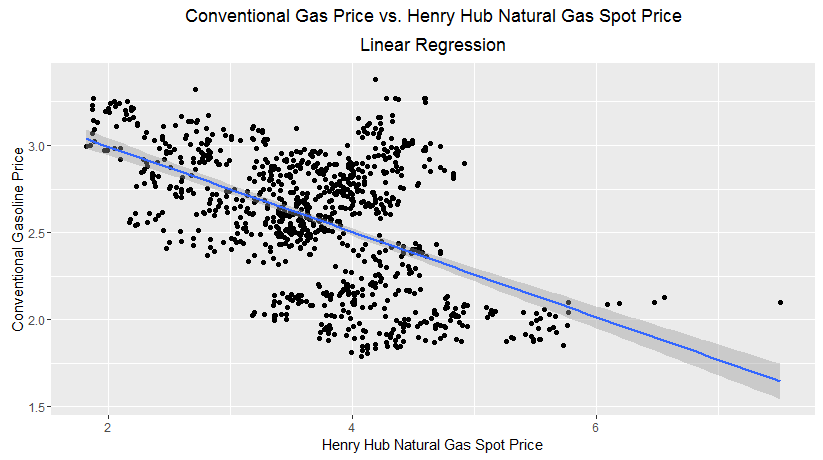 Conventional Gas Price vs. Henry Hub Natural Gas Spot Price
Linear Regression
Conventional Gasoline Price
3.0
2.5
2.0
1.5
2
4
6
Henry Hub Natural Gas Spot Price